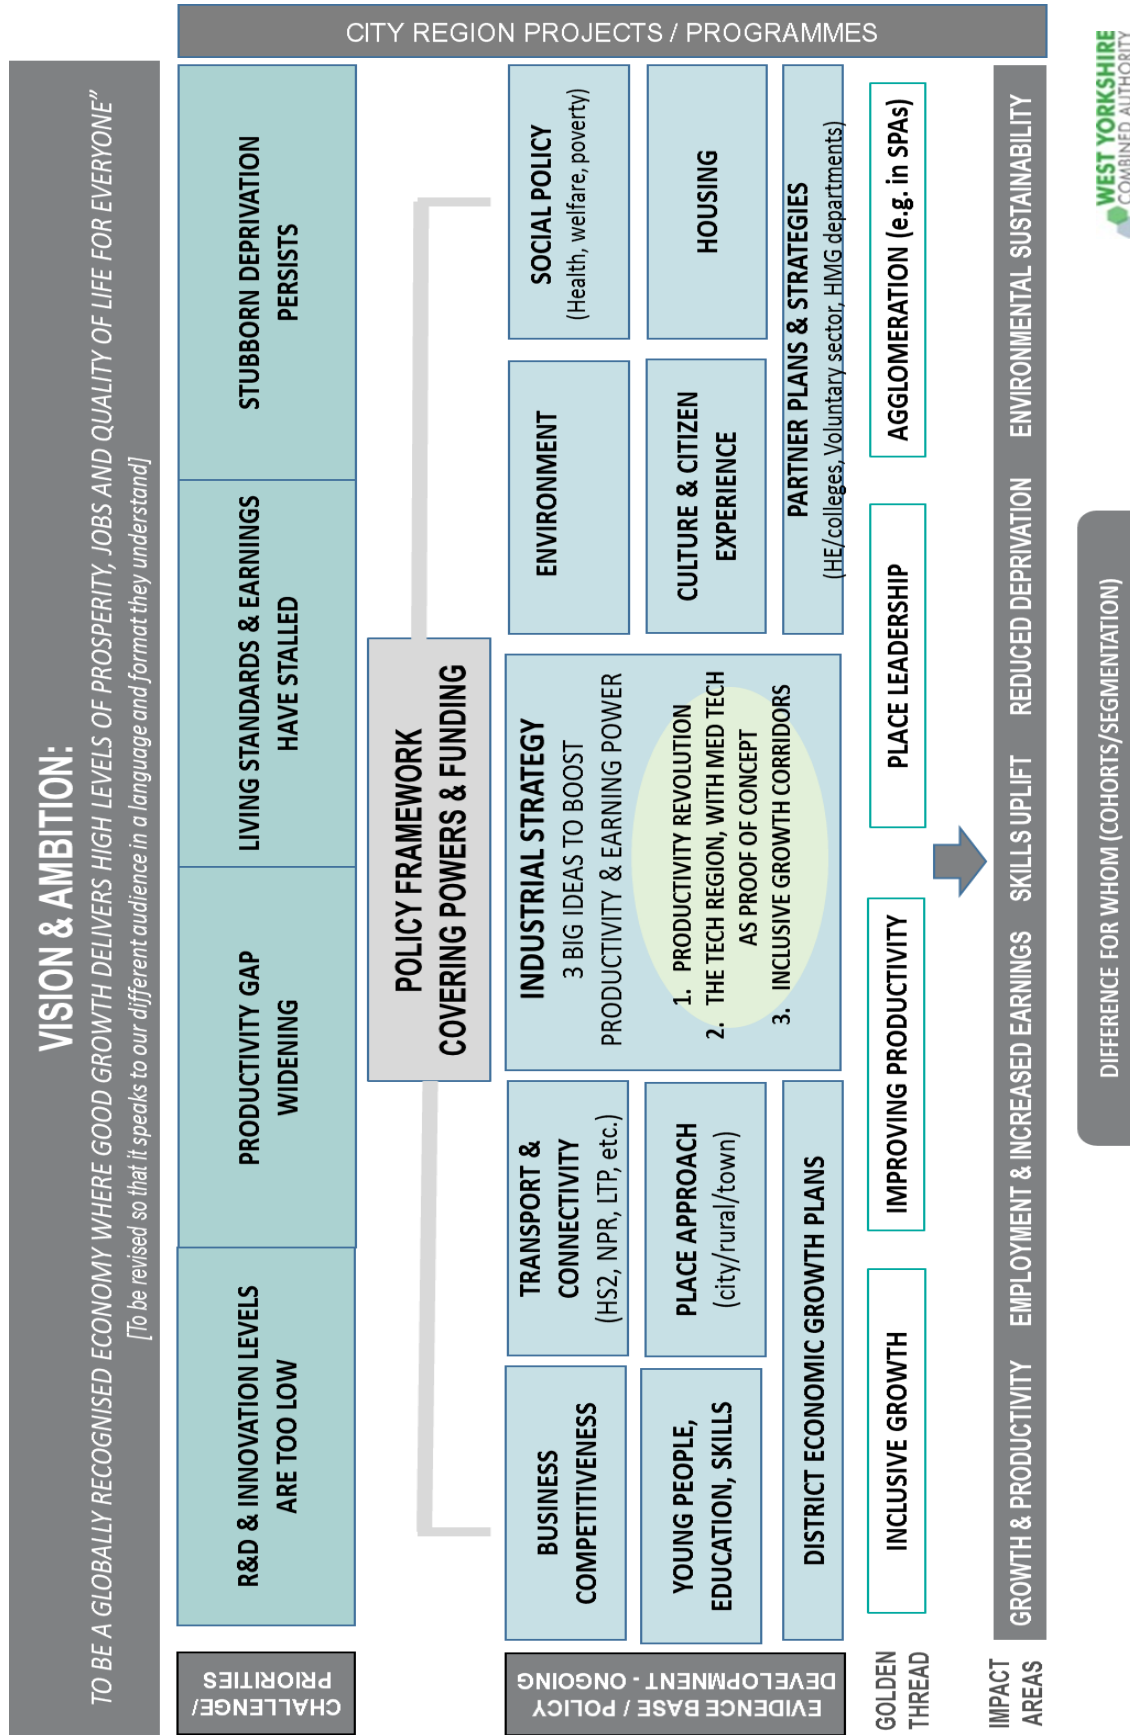 VISION & AMBITION:
TO BE A GLOBALLY RECOGNISED ECONOMY WHERE GOOD GROWTH DELIVERS HIGH LEVELS OF PROSPERITY, JOBS AND QUALITY OF LIFE FOR EVERYONE”
[To be revised so that it speaks to our different audience in a language and format they understand]
CHALLENGE/
PRIORITIES
R&D & INNOVATION LEVELS
ARE TOO LOW
PRODUCTIVITY GAP
WIDENING
LIVING STANDARDS & EARNINGS
HAVE STALLED
STUBBORN DEPRIVATION
PERSISTS
CITY REGION PROJECTS / PROGRAMMES
POLICY FRAMEWORK
COVERING POWERS & FUNDING
EVIDENCE BASE / POLICY
DEVELOPMNENT - ONGOING
BUSINESS
COMPETITIVENESS
TRANSPORT &
CONNECTIVITY
(HS2, NPR, LTP, etc.)
YOUNG PEOPLE,
EDUCATION, SKILLS
PLACE APPROACH
(city/rural/town)
DISTRICT ECONOMIC GROWTH PLANS
INDUSTRIAL STRATEGY
3 BIG IDEAS TO BOOST
PRODUCTIVITY & EARNING POWER
1. PRODUCTIVITY REVOLUTION
2. THE TECH REGION, WITH MED TECH
AS PROOF OF CONCEPT
3. INCLUSIVE GROWTH CORRIDORS
ENVIRONMENT
SOCIAL POLICY
(Health, welfare, poverty)
CULTURE & CITIZEN
EXPERIENCE
HOUSING
PARTNER PLANS & STRATEGIES
(HE/colleges, Voluntary sector, HMG departments)
GOLDEN
THREAD
INCLUSIVE GROWTH
IMPROVING PRODUCTIVITY
PLACE LEADERSHIP
AGGLOMERATION (e.g. in SPAs)
IMPACT
AREAS
GROWTH & PRODUCTIVITY
EMPLOYMENT & INCREASED EARNINGS
SKILLS UPLIFT
REDUCED DEPRIVATION
ENVIRONMENTAL SUSTAINABILITY
DIFFERENCE FOR WHOM (COHORTS/SEGMENTATION)
WEST YORKSHIRE
COMBINED AUTHORITY